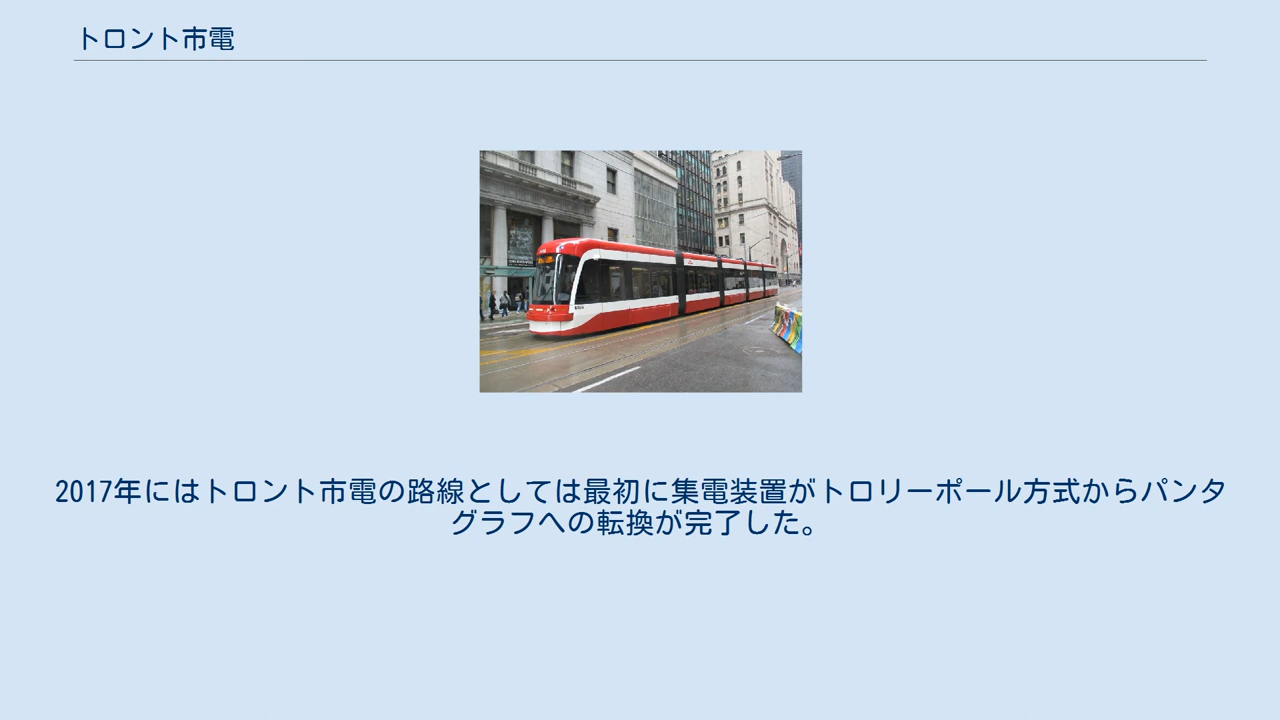 トロント市電
2017年にはトロント市電の路線としては最初に集電装置がトロリーポール方式からパンタ
グラフへの転換が完了した。